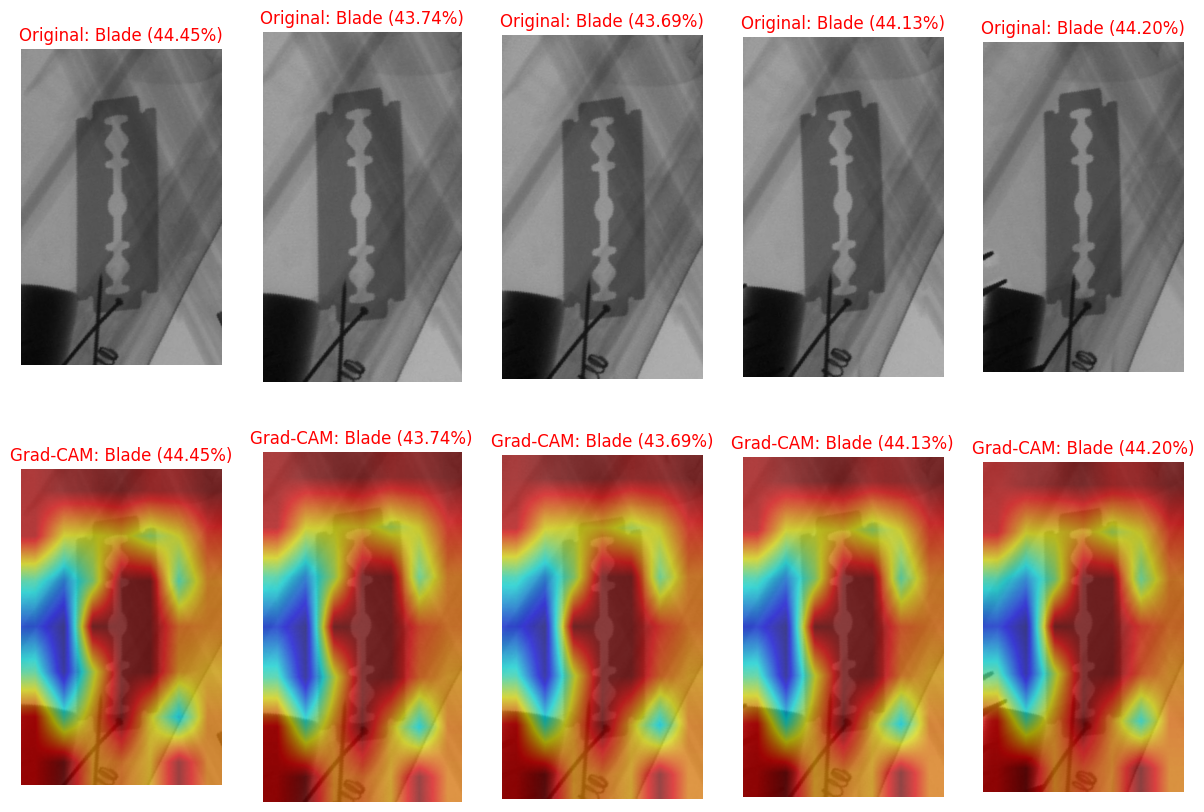 Original: Blade (44.45%)
Original: Blade (43.74%)
Original: Blade (43.69%)
Original: Blade (44.13%)
Original: Blade (44.20%)
Grad-CAM: Blade (44.45%)
Grad-CAM: Blade (43.74%)
Grad-CAM: Blade (43.69%)
Grad-CAM: Blade (44.13%)
Grad-CAM: Blade (44.20%)